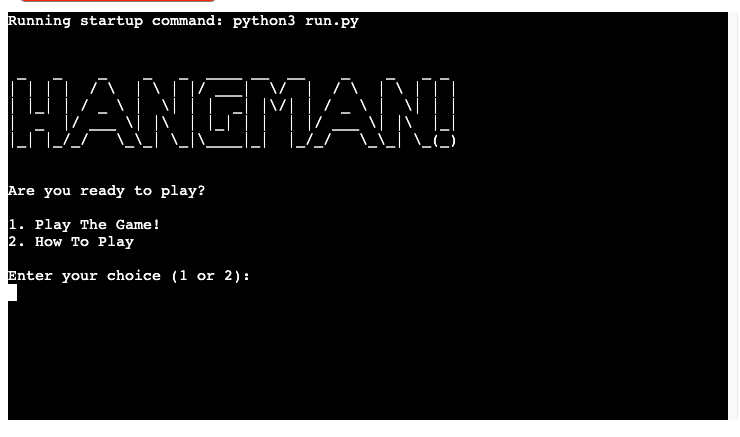 Running startup command: python3 run.py
HANGMAN!
Are you ready to play?
1. Play The Game!
2. How To Play
Enter your choice (1 or 2):